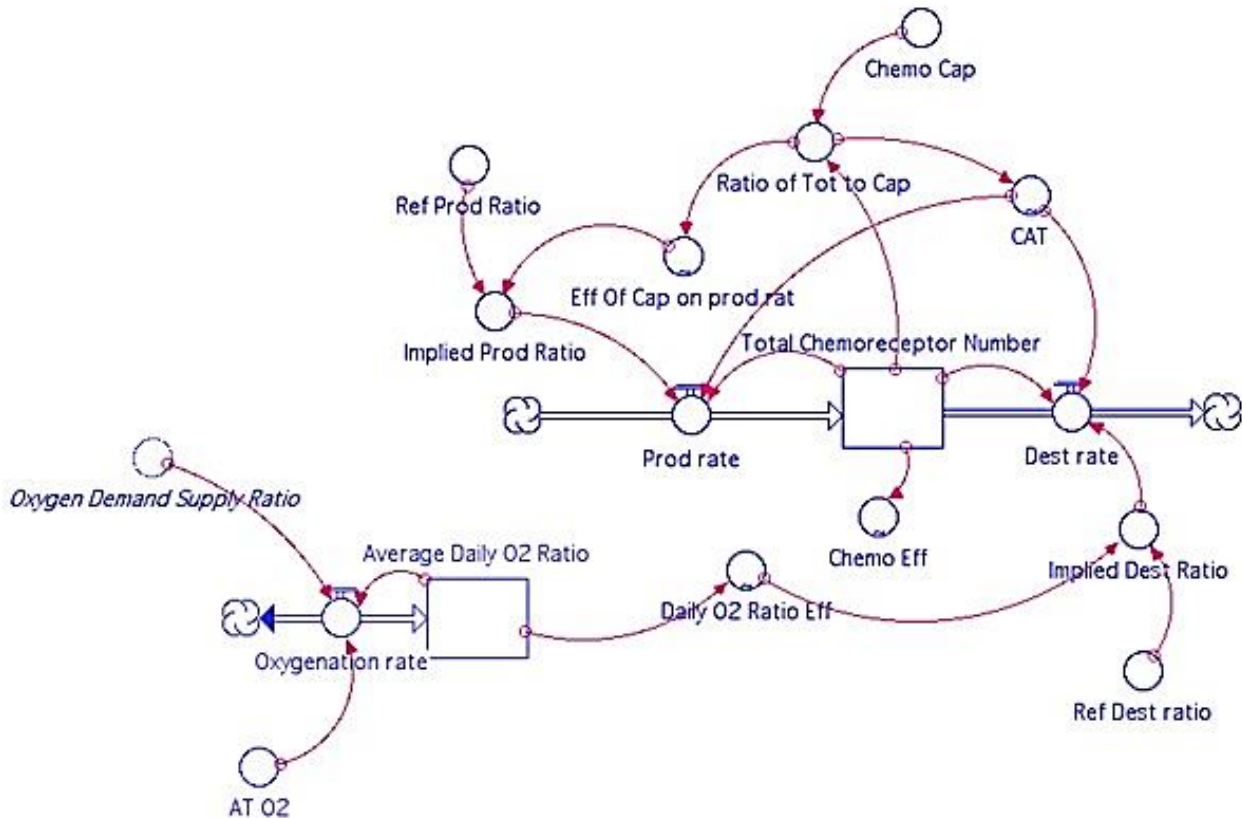 Chemo Cap
Ratio of Tot to Cap
Ref Prod Ratio
CAT
Eff Of Cap on prod rat
Implied Prod Ratio
Total Chemoreceptor Number
Prod rate
Dest rate
Oxygen Demand Supply Ratio
Average Daily O2 Ratio
Chemo Eff
Implied Dest Ratio
Daily O2 Ratio Eff
Oxygenation rate
Ref Dest ratio
AT O2